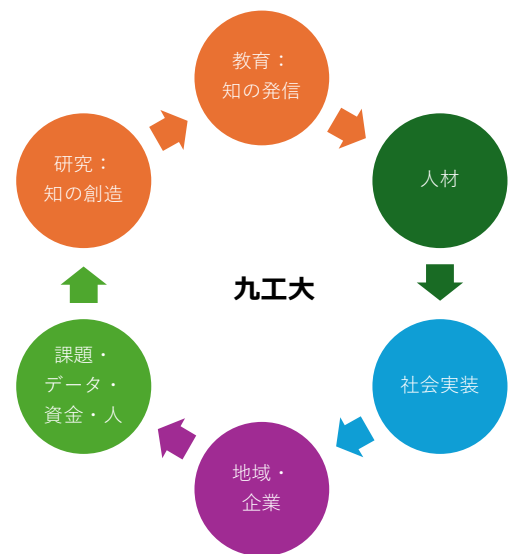 教育：
知の発信
人材
社会実装
地域・
企業
課題・
データ・
資金・人
研究：
知の創造
九工大